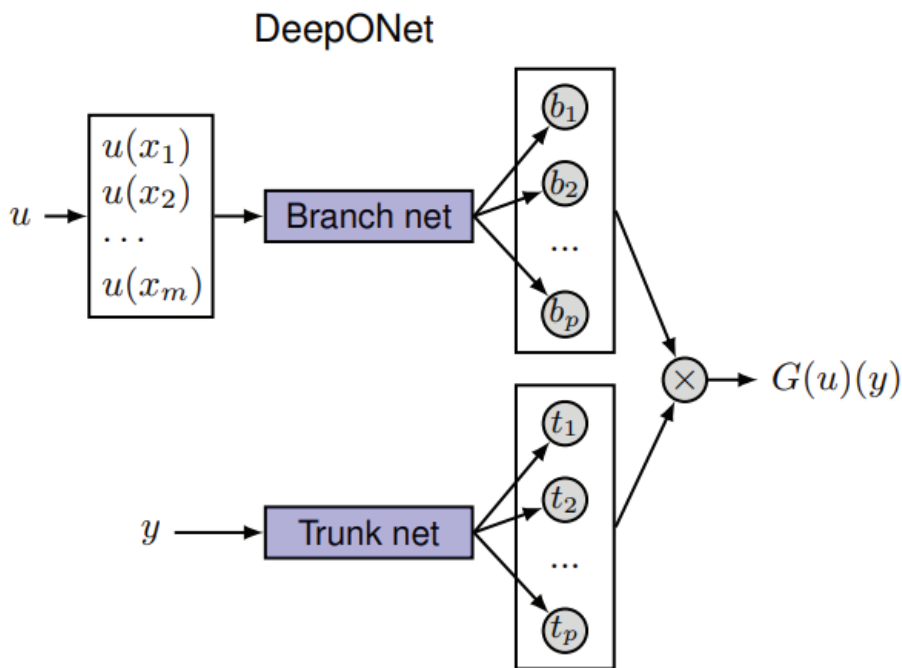 DeepONet
u
u(x₁)
u(x₂)
...
u(xₘ)
Branch net
b₁
b₂
...
bₚ
×
G(u)(y)
y
Trunk net
t₁
t₂
...
tₚ